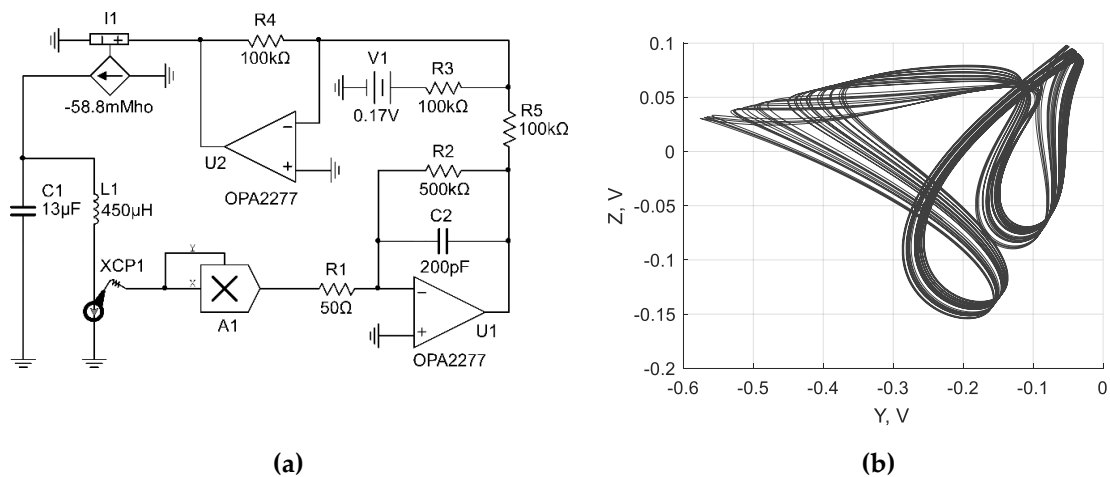 I1
-58.8mMho
R4
100kΩ
V1
0.17V
R3
100kΩ
R5
100kΩ
U2
OPA2277
R2
500kΩ
C2
200pF
C1
13µF
L1
450µH
XCP1
Y
X
A1
R1
50Ω
U1
OPA2277
(a)
0.1
0.05
0
-0.05
-0.1
-0.15
-0.2
Z, V
-0.6
-0.5
-0.4
-0.3
-0.2
-0.1
0
Y, V
(b)